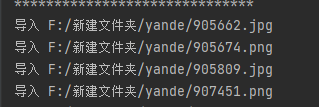 ******************************
导入 F:/新建文件夹/yande/905662.jpg
导入 F:/新建文件夹/yande/905674.png
导入 F:/新建文件夹/yande/905809.jpg
导入 F:/新建文件夹/yande/907451.png